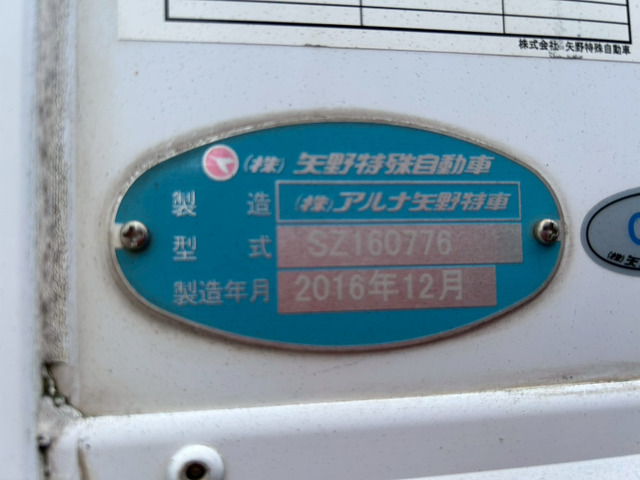 株式会社 矢野特殊自動車
(株) 矢野特殊自動車
製造 (株) アルナ矢野特車
型式 SZ160776
製造年月 2016年12月